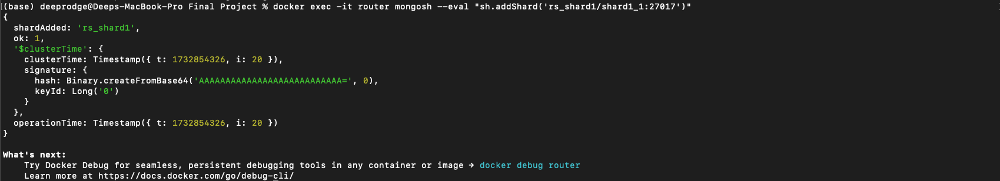 (base) deeprodge@Deeps-MacBook-Pro Final Project % docker exec -it router mongosh --eval "sh.addShard('rs_shard1/shard1_1:27017')"
{
  shardAdded: 'rs_shard1',
  ok: 1,
  '$clusterTime': {
    clusterTime: Timestamp({ t: 1732854326, i: 20 }),
    signature: {
      hash: Binary.createFromBase64('AAAAAAAAAAAAAAAAAAAAAAAAAAA=', 0),
      keyId: Long('0')
    }
  },
  operationTime: Timestamp({ t: 1732854326, i: 20 })
}
What's next:
    Try Docker Debug for seamless, persistent debugging tools in any container or image → docker debug router
    Learn more at https://docs.docker.com/go/debug-cli/